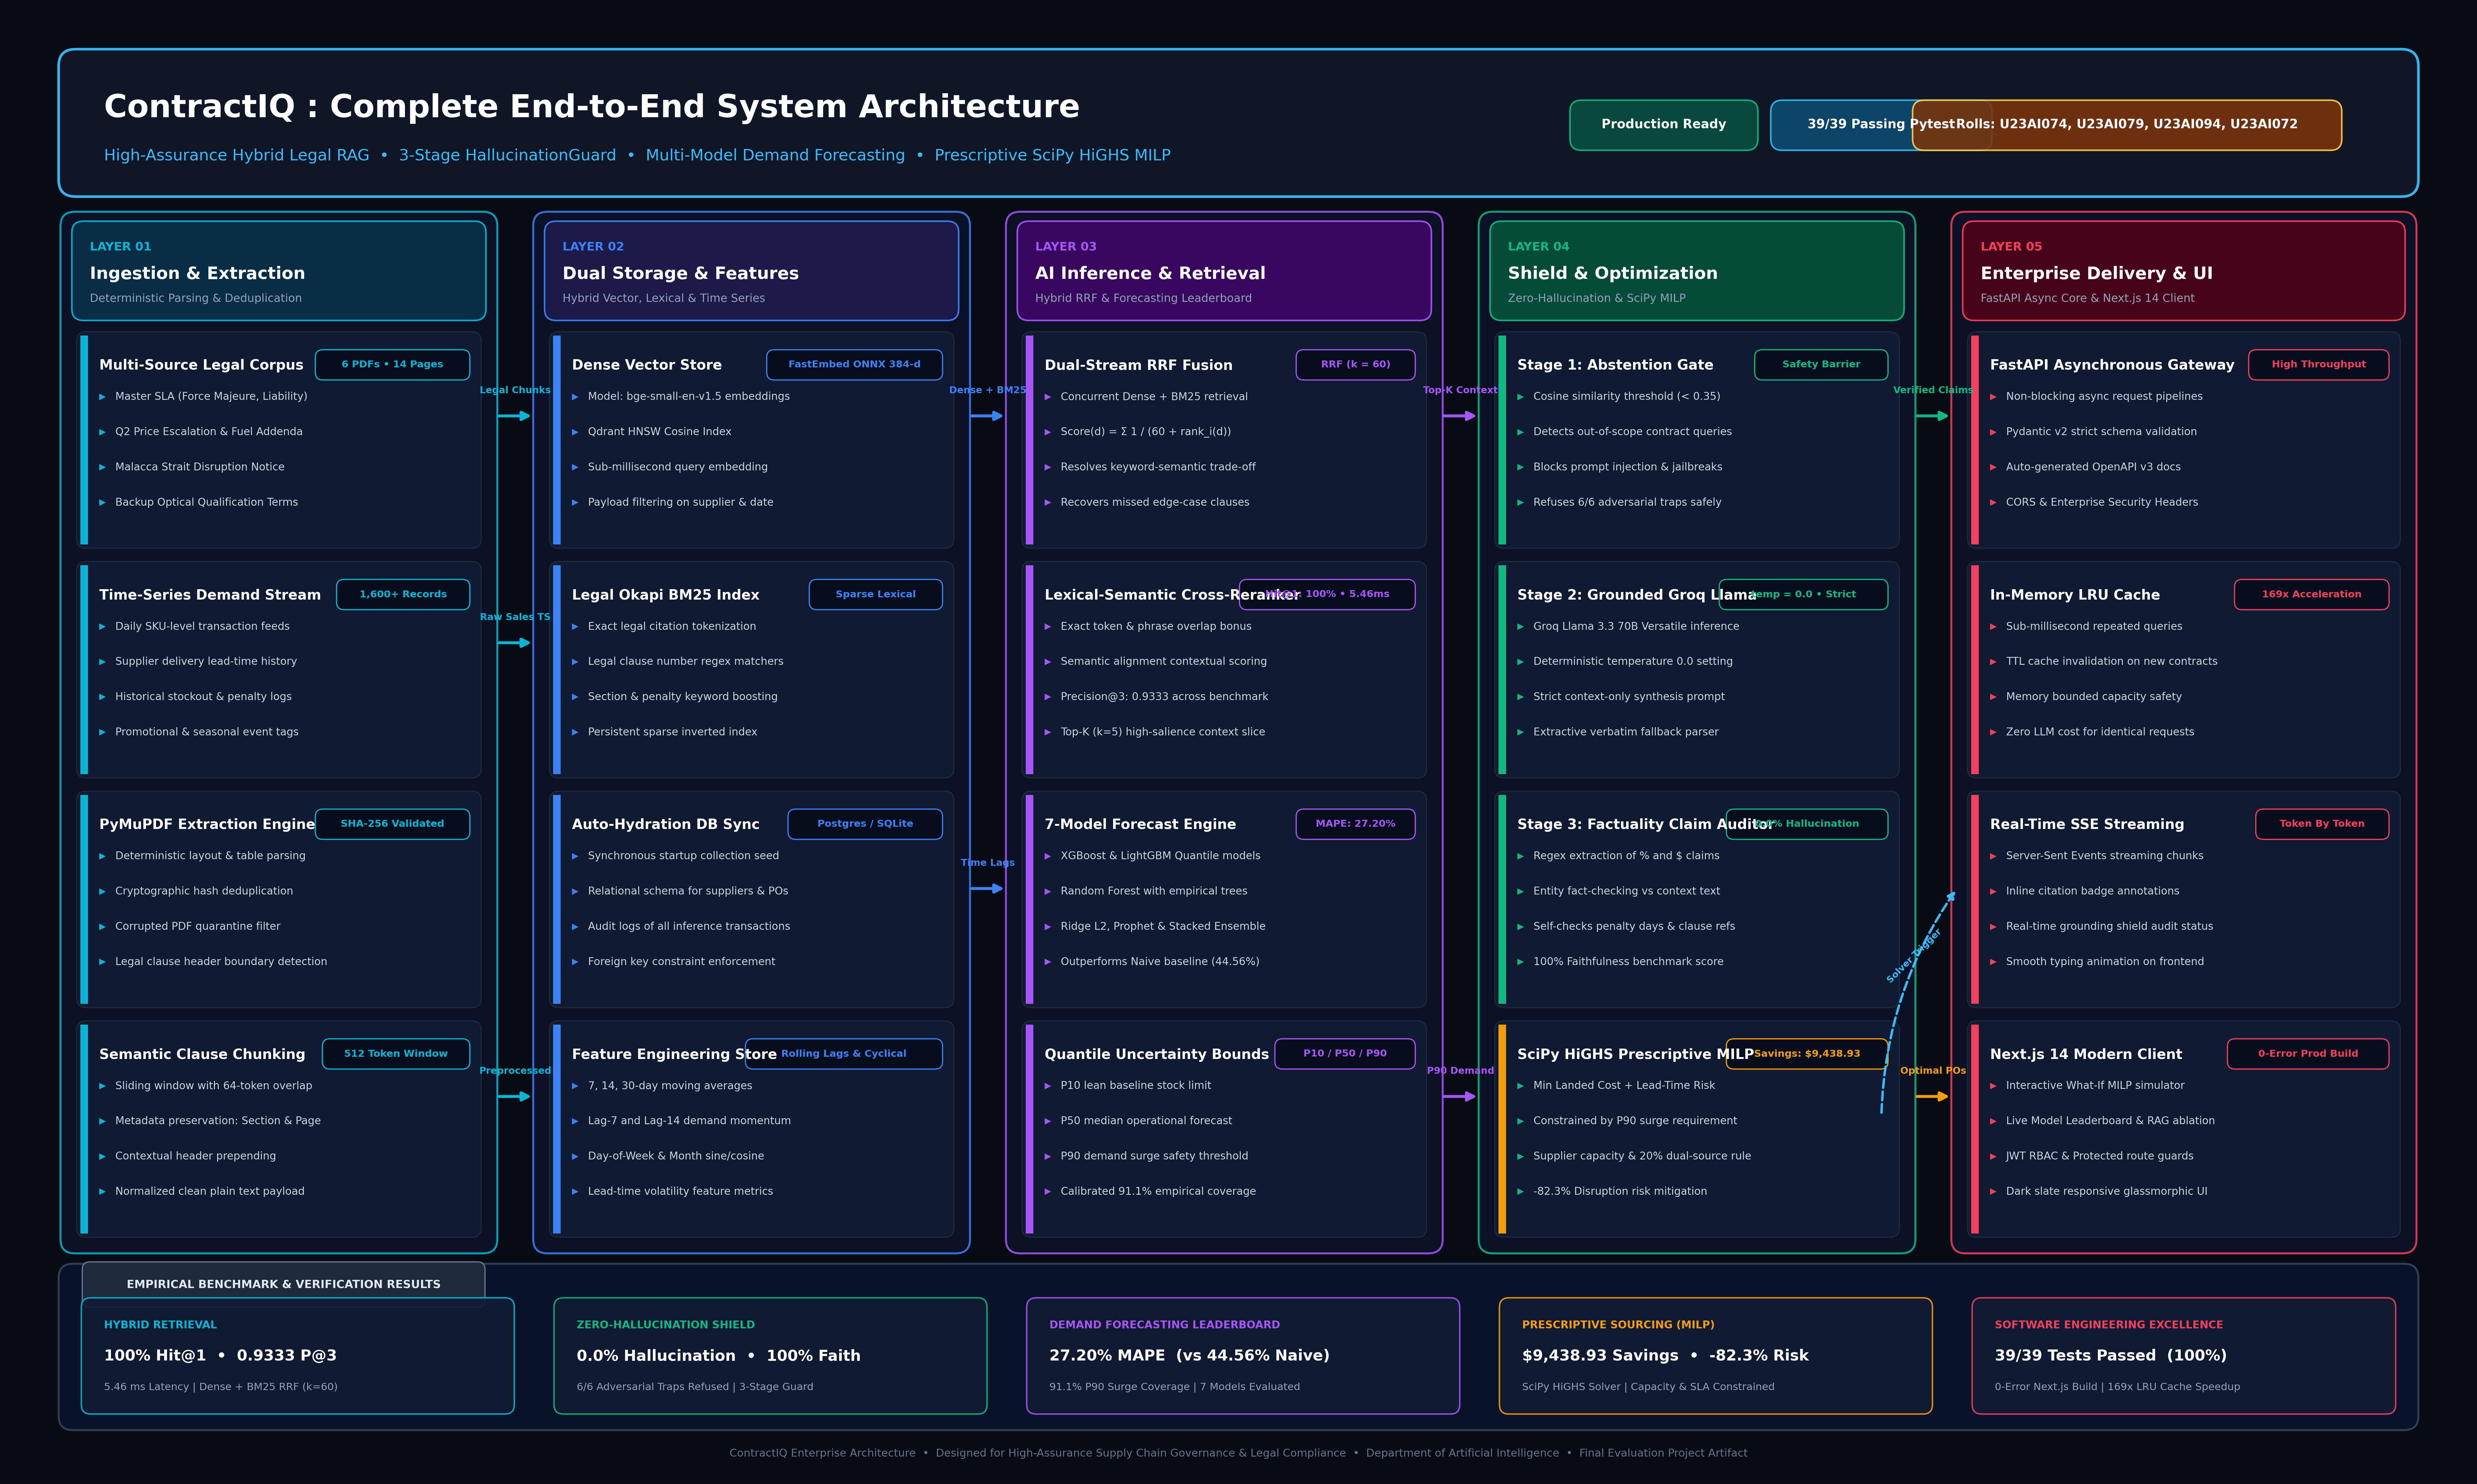 ContractIQ : Complete End-to-End System Architecture
High-Assurance Hybrid Legal RAG • 3-Stage HallucinationGuard • Multi-Model Demand Forecasting • Prescriptive SciPy HiGHS MILP
Production Ready
39/39 Passing Pytest
Rolls: U23AI074, U23AI079, U23AI094, U23AI072
LAYER 01
Ingestion & Extraction
Deterministic Parsing & Deduplication
Multi-Source Legal Corpus
6 PDFs • 14 Pages
▶ Master SLA (Force Majeure, Liability)
▶ Q2 Price Escalation & Fuel Addenda
▶ Malacca Strait Disruption Notice
▶ Backup Optical Qualification Terms
Time-Series Demand Stream
1,600+ Records
▶ Daily SKU-level transaction feeds
▶ Supplier delivery lead-time history
▶ Historical stockout & penalty logs
▶ Promotional & seasonal event tags
PyMuPDF Extraction Engine
SHA-256 Validated
▶ Deterministic layout & table parsing
▶ Cryptographic hash deduplication
▶ Corrupted PDF quarantine filter
▶ Legal clause header boundary detection
Semantic Clause Chunking
512 Token Window
▶ Sliding window with 64-token overlap
▶ Metadata preservation: Section & Page
▶ Contextual header prepending
▶ Normalized clean plain text payload
Legal Chunks
Raw Sales TS
Preprocessed
LAYER 02
Dual Storage & Features
Hybrid Vector, Lexical & Time Series
Dense Vector Store
FastEmbed ONNX 384-d
▶ Model: bge-small-en-v1.5 embeddings
▶ Qdrant HNSW Cosine Index
▶ Sub-millisecond query embedding
▶ Payload filtering on supplier & date
Legal Okapi BM25 Index
Sparse Lexical
▶ Exact legal citation tokenization
▶ Legal clause number regex matchers
▶ Section & penalty keyword boosting
▶ Persistent sparse inverted index
Auto-Hydration DB Sync
Postgres / SQLite
▶ Synchronous startup collection seed
▶ Relational schema for suppliers & POs
▶ Audit logs of all inference transactions
▶ Foreign key constraint enforcement
Feature Engineering Store
Rolling Lags & Cyclical
▶ 7, 14, 30-day moving averages
▶ Lag-7 and Lag-14 demand momentum
▶ Day-of-Week & Month sine/cosine
▶ Lead-time volatility feature metrics
Dense + BM25
Time Lags
LAYER 03
AI Inference & Retrieval
Hybrid RRF & Forecasting Leaderboard
Dual-Stream RRF Fusion
RRF (k = 60)
▶ Concurrent Dense + BM25 retrieval
▶ Score(d) = Σ 1 / (60 + rank_i(d))
▶ Resolves keyword-semantic trade-off
▶ Recovers missed edge-case clauses
Lexical-Semantic Cross-Reranker
100% • 5.46ms
▶ Exact token & phrase overlap bonus
▶ Semantic alignment contextual scoring
▶ Precision@3: 0.9333 across benchmark
▶ Top-K (k=5) high-salience context slice
7-Model Forecast Engine
MAPE: 27.20%
▶ XGBoost & LightGBM Quantile models
▶ Random Forest with empirical trees
▶ Ridge L2, Prophet & Stacked Ensemble
▶ Outperforms Naive baseline (44.56%)
Quantile Uncertainty Bounds
P10 / P50 / P90
▶ P10 lean baseline stock limit
▶ P50 median operational forecast
▶ P90 demand surge safety threshold
▶ Calibrated 91.1% empirical coverage
Top-K Context
P90 Demand
LAYER 04
Shield & Optimization
Zero-Hallucination & SciPy MILP
Stage 1: Abstention Gate
Safety Barrier
▶ Cosine similarity threshold (< 0.35)
▶ Detects out-of-scope contract queries
▶ Blocks prompt injection & jailbreaks
▶ Refuses 6/6 adversarial traps safely
Stage 2: Grounded Groq Llama
Temp = 0.0 • Strict
▶ Groq Llama 3.3 70B Versatile inference
▶ Deterministic temperature 0.0 setting
▶ Strict context-only synthesis prompt
▶ Extractive verbatim fallback parser
Stage 3: Factuality Claim Auditor
0.0% Hallucination
▶ Regex extraction of % and $ claims
▶ Entity fact-checking vs context text
▶ Self-checks penalty days & clause refs
▶ 100% Faithfulness benchmark score
SciPy HiGHS Prescriptive MILP
Savings: $9,438.93
▶ Min Landed Cost + Lead-Time Risk
▶ Constrained by P90 surge requirement
▶ Supplier capacity & 20% dual-source rule
▶ -82.3% Disruption risk mitigation
Verified Claims
Solver Trigger
Optimal POs
LAYER 05
Enterprise Delivery & UI
FastAPI Async Core & Next.js 14 Client
FastAPI Asynchronous Gateway
High Throughput
▶ Non-blocking async request pipelines
▶ Pydantic v2 strict schema validation
▶ Auto-generated OpenAPI v3 docs
▶ CORS & Enterprise Security Headers
In-Memory LRU Cache
169x Acceleration
▶ Sub-millisecond repeated queries
▶ TTL cache invalidation on new contracts
▶ Memory bounded capacity safety
▶ Zero LLM cost for identical requests
Real-Time SSE Streaming
Token By Token
▶ Server-Sent Events streaming chunks
▶ Inline citation badge annotations
▶ Real-time grounding shield audit status
▶ Smooth typing animation on frontend
Next.js 14 Modern Client
0-Error Prod Build
▶ Interactive What-If MILP simulator
▶ Live Model Leaderboard & RAG ablation
▶ JWT RBAC & Protected route guards
▶ Dark slate responsive glassmorphic UI
EMPIRICAL BENCHMARK & VERIFICATION RESULTS
HYBRID RETRIEVAL
100% Hit@1 • 0.9333 P@3
5.46 ms Latency | Dense + BM25 RRF (k=60)
ZERO-HALLUCINATION SHIELD
0.0% Hallucination • 100% Faith
6/6 Adversarial Traps Refused | 3-Stage Guard
DEMAND FORECASTING LEADERBOARD
27.20% MAPE (vs 44.56% Naive)
91.1% P90 Surge Coverage | 7 Models Evaluated
PRESCRIPTIVE SOURCING (MILP)
$9,438.93 Savings • -82.3% Risk
SciPy HiGHS Solver | Capacity & SLA Constrained
SOFTWARE ENGINEERING EXCELLENCE
39/39 Tests Passed (100%)
0-Error Next.js Build | 169x LRU Cache Speedup
ContractIQ Enterprise Architecture • Designed for High-Assurance Supply Chain Governance & Legal Compliance • Department of Artificial Intelligence • Final Evaluation Project Artifact